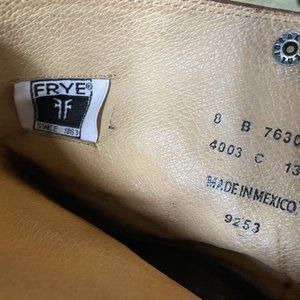 FRYE®
SINCE 1863
8 B 7630
4003 C 13
MADE IN MEXICO
9253